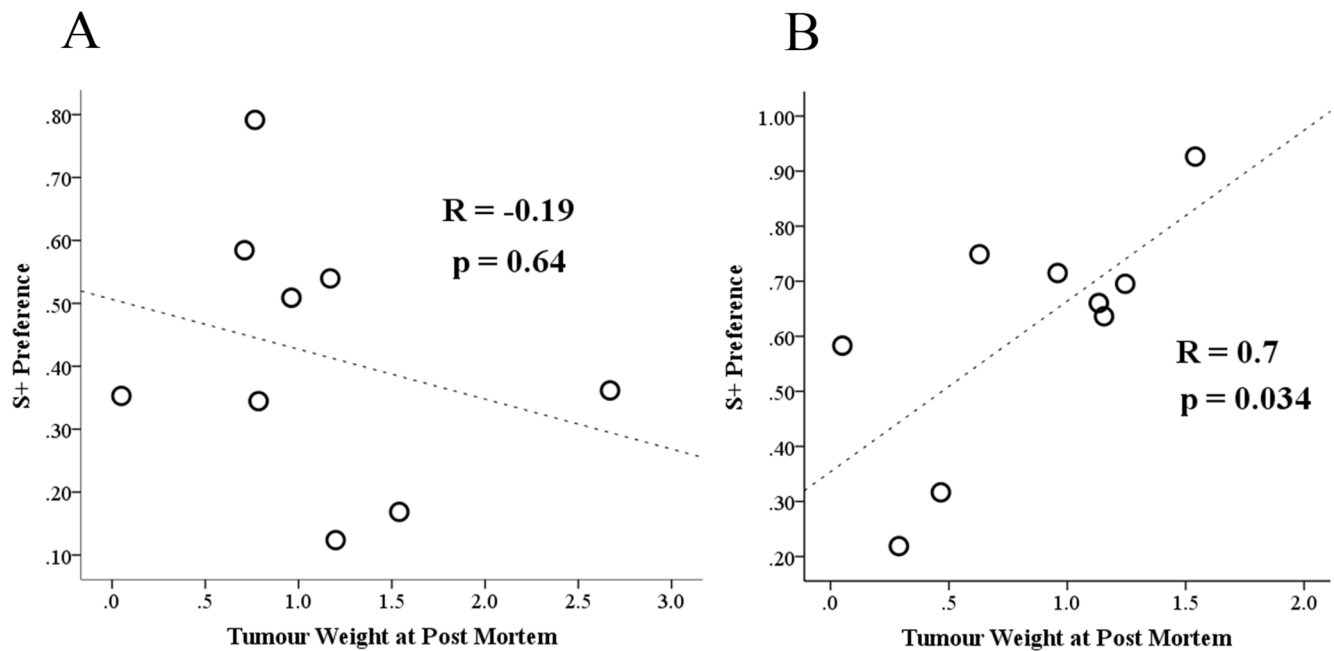 A
S+ Preference
.80
.70
.60
.50
.40
.30
.20
.10
R = -0.19
p = 0.64
.0 .5 1.0 1.5 2.0 2.5 3.0
Tumour Weight at Post Mortem
B
S+ Preference
1.00
.90
.80
.70
.60
.50
.40
.30
.20
R = 0.7
p = 0.034
.0 .5 1.0 1.5 2.0
Tumour Weight at Post Mortem